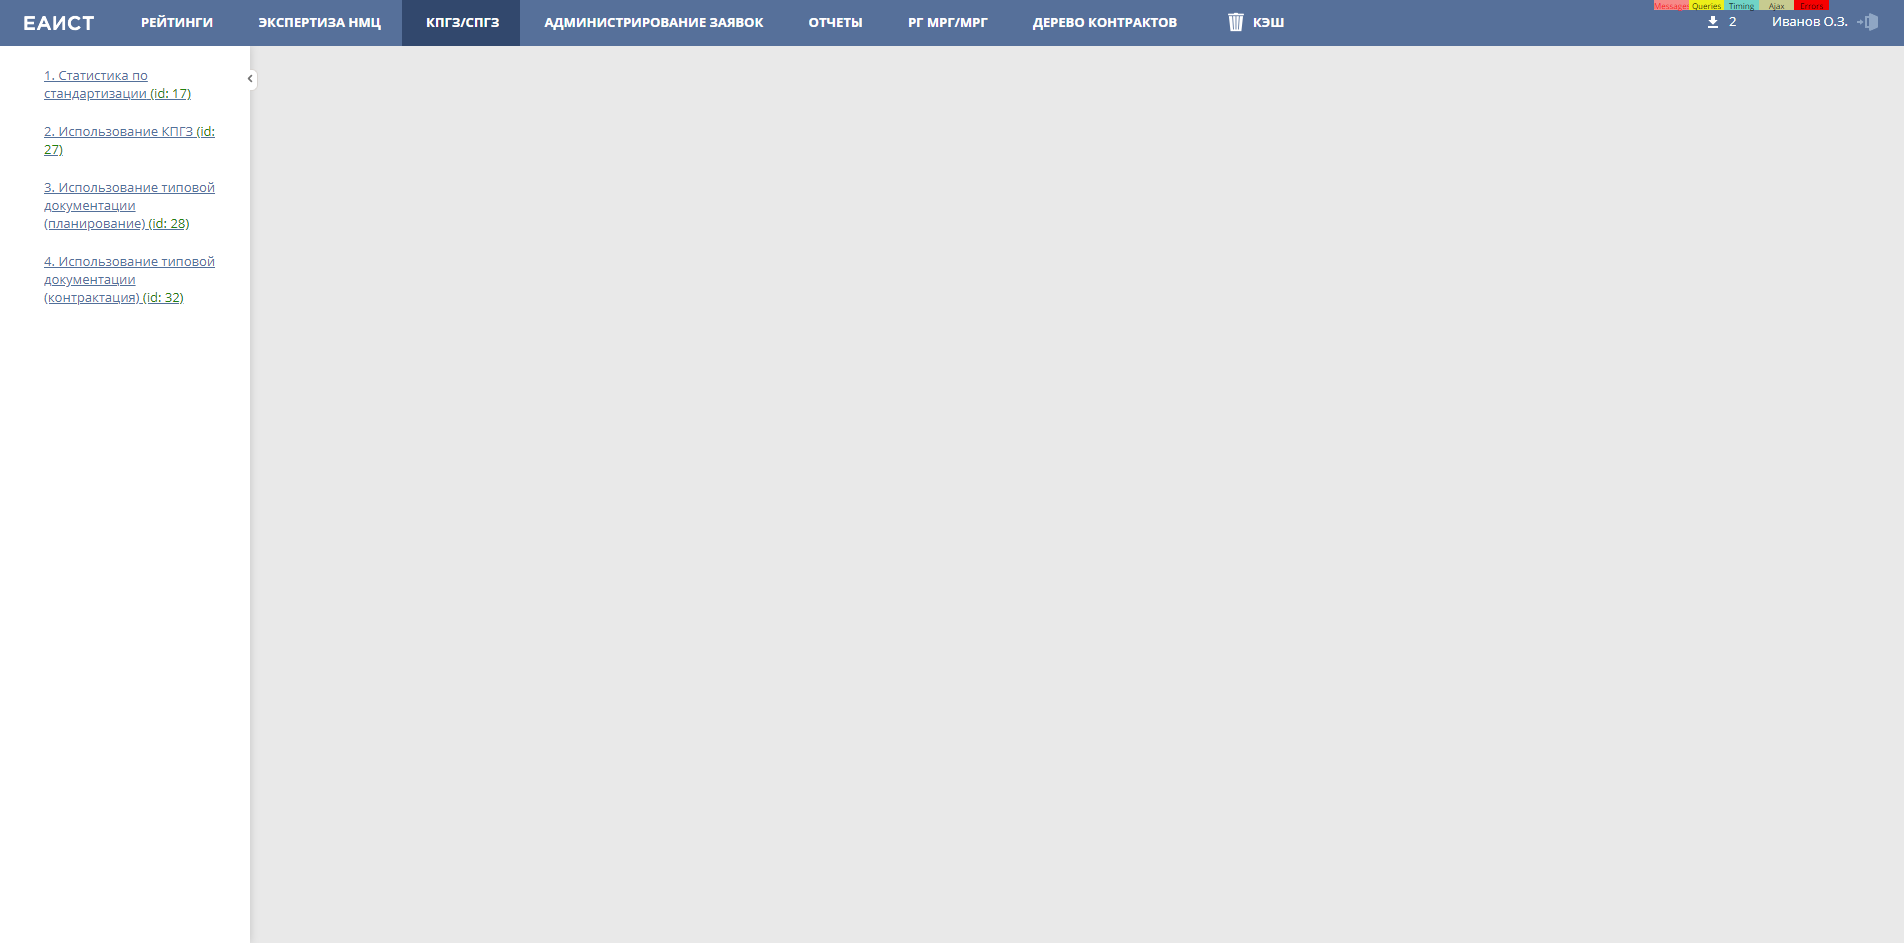 ЕАИСТ
РЕЙТИНГИ
ЭКСПЕРТИЗА НМЦ
КПГЗ/СПГЗ
АДМИНИСТРИРОВАНИЕ ЗАЯВОК
ОТЧЕТЫ
РГ МРГ/МРГ
ДЕРЕВО КОНТРАКТОВ
КЭШ
Message
Queries
Timing
Ajax
Errors
2
Иванов О.З.
1. Статистика по
стандартизации (id: 17)
2. Использование КПГЗ (id:
27)
3. Использование типовой
документации
(планирование) (id: 28)
4. Использование типовой
документации
(контрактация) (id: 32)